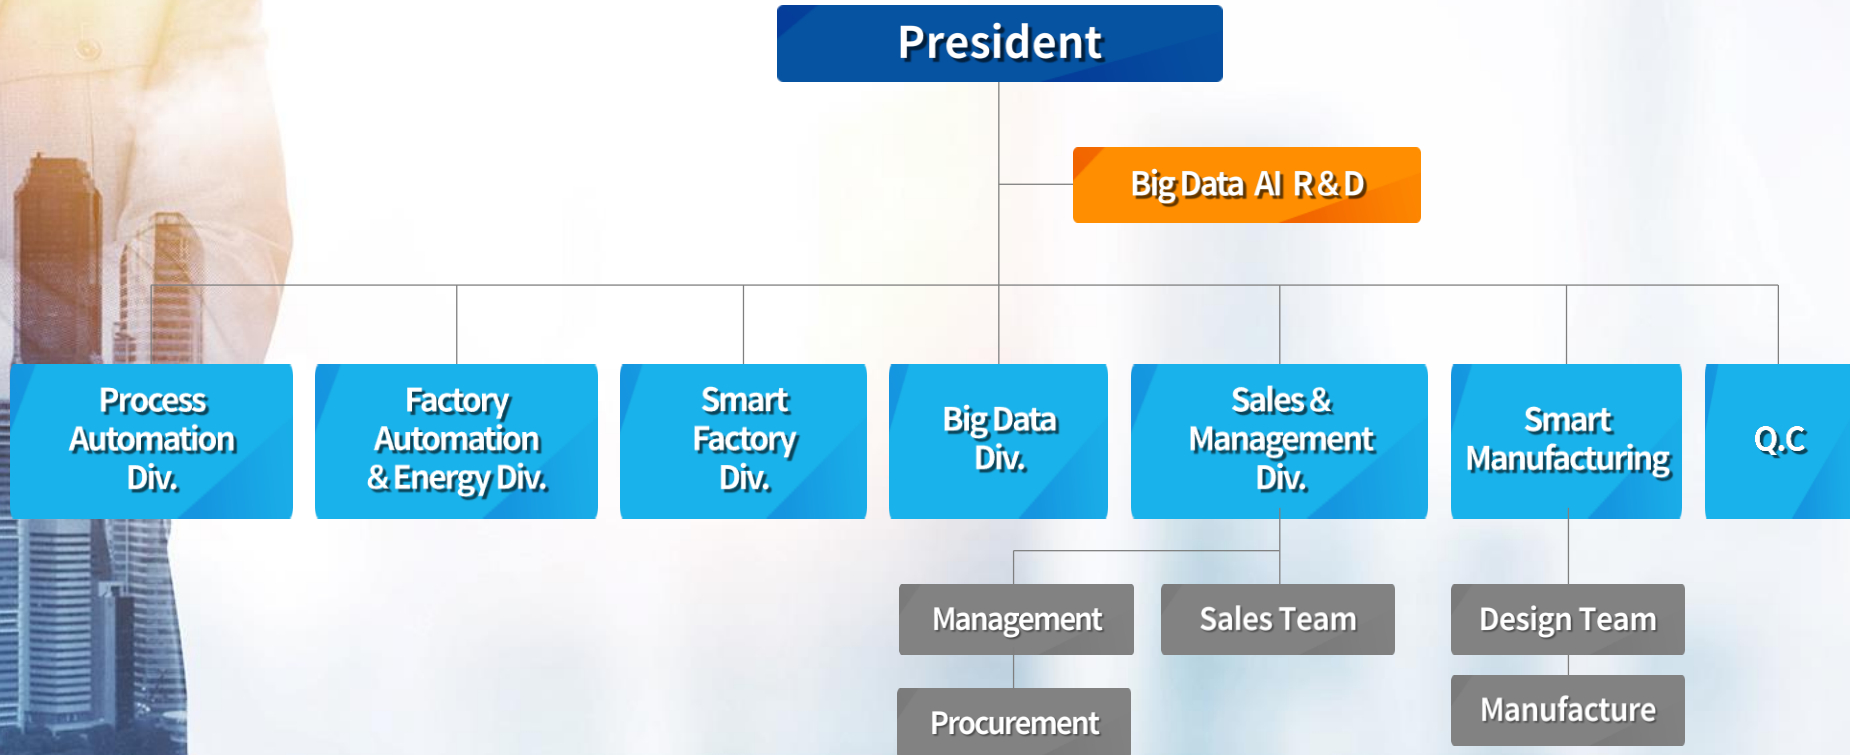 President
Big Data AI R & D
Process
Automation
Div.
Factory
Automation
& Energy Div.
Smart
Factory
Div.
Big Data
Div.
Sales &
Management
Div.
Smart
Manufacturing
Q.C
Management
Sales Team
Design Team
Procurement
Manufacture